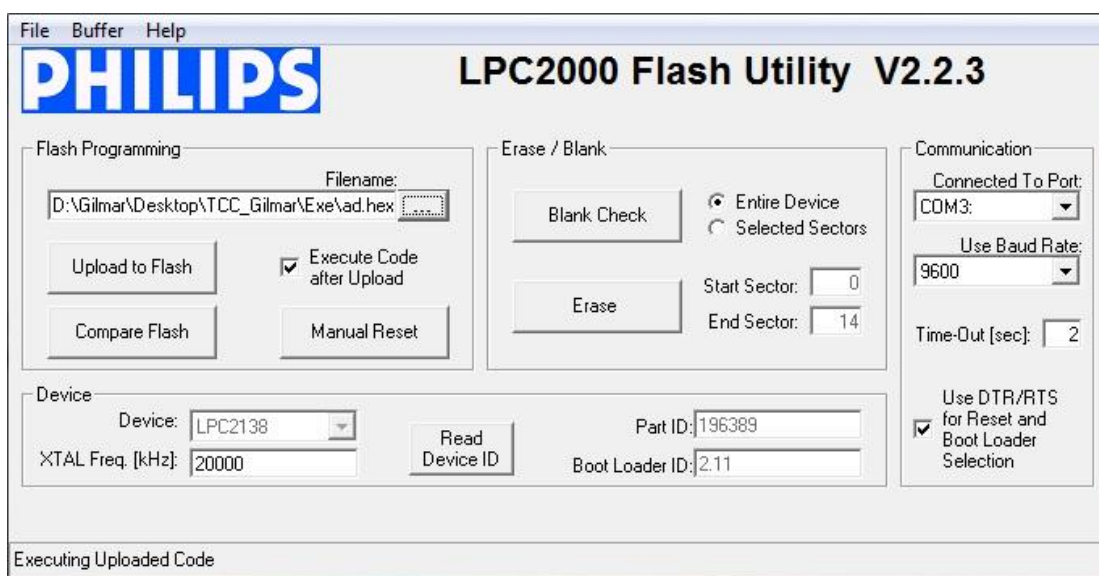 File Buffer Help
PHILIPS
LPC2000 Flash Utility V2.2.3
Flash Programming
Filename:
D:\Gilmar\Desktop\TCC_Gilmar\Exe\ad.hex ....
Upload to Flash
Execute Code
after Upload
Compare Flash
Manual Reset
Erase / Blank
Blank Check
Entire Device
Selected Sectors
Erase
Start Sector: 0
End Sector: 14
Communication
Connected To Port:
COM3:
Use Baud Rate:
9600
Time-Out [sec]: 2
Use DTR/RTS
for Reset and
Boot Loader
Selection
Device
Device: LPC2138
XTAL Freq. [kHz]: 20000
Read
Device ID
Part ID: 196389
Boot Loader ID: 2.11
Executing Uploaded Code